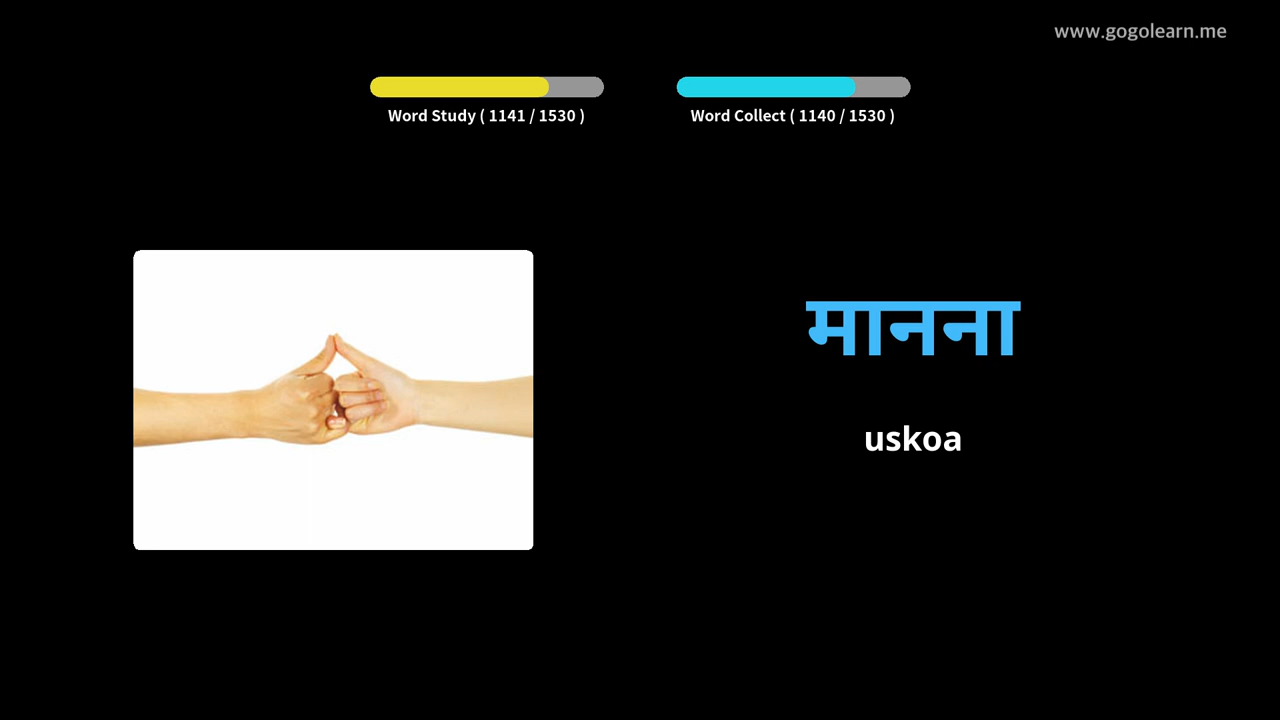 www.gogolearn.me
Word Study ( 1141 / 1530 )
Word Collect ( 1140 / 1530 )
मानना
uskoa